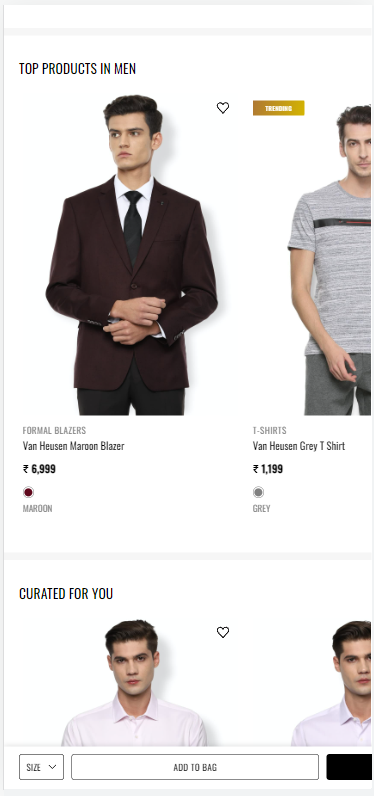 TOP PRODUCTS IN MEN
TRENDING
FORMAL BLAZERS
Van Heusen Maroon Blazer
₹ 6,999
MAROON
T-SHIRTS
Van Heusen Grey T Shirt
₹ 1,199
GREY
CURATED FOR YOU
SIZE
ADD TO BAG